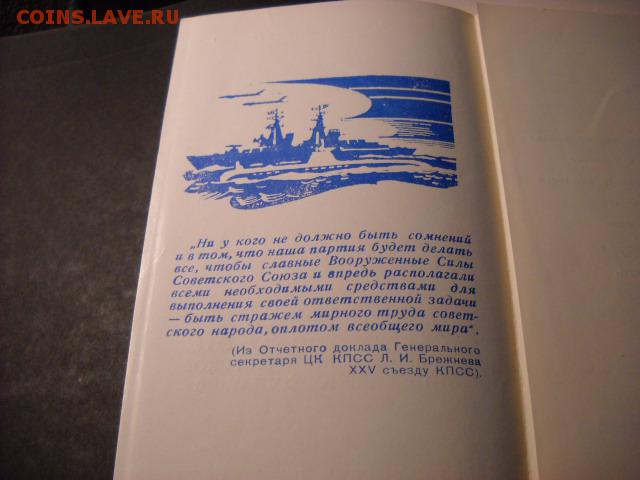 COINS.LAVE.RU
„Ни у кого не должно быть сомнений
и в том, что наша партия будет делать
все, чтобы славные Вооруженные Силы
Советского Союза и впредь располагали
всеми необходимыми средствами для
выполнения своей ответственной задачи
— быть стражем мирного труда совет-
ского народа, оплотом всеобщего мира“.
(Из Отчетного доклада Генерального
секретаря ЦК КПСС Л. И. Брежнева
XXV съезду КПСС).